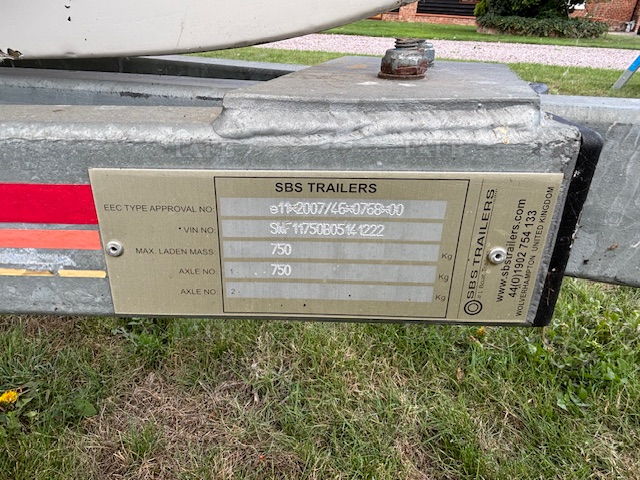 SBS TRAILERS
EEC TYPE APPROVAL NO e11*2007/46*0768*00
VIN NO
MAX. LADEN MASS 750 Kg
AXLE NO 1 750 Kg
AXLE NO 2 Kg
SBS TRAILERS
www.sbstrailers.com
44(0)1902 754 133
WOLVERHAMPTON UNITED KINGDOM